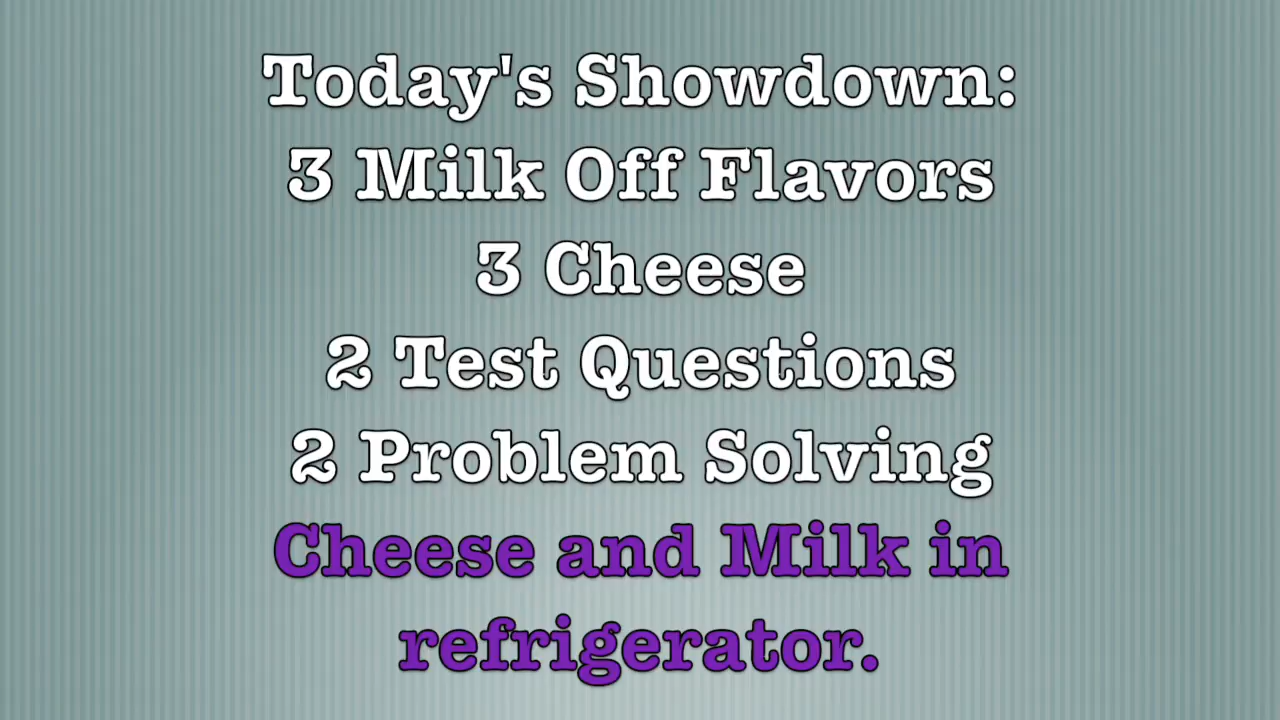 Today's Showdown:
3 Milk Off Flavors
3 Cheese
2 Test Questions
2 Problem Solving
Cheese and Milk in
refrigerator.